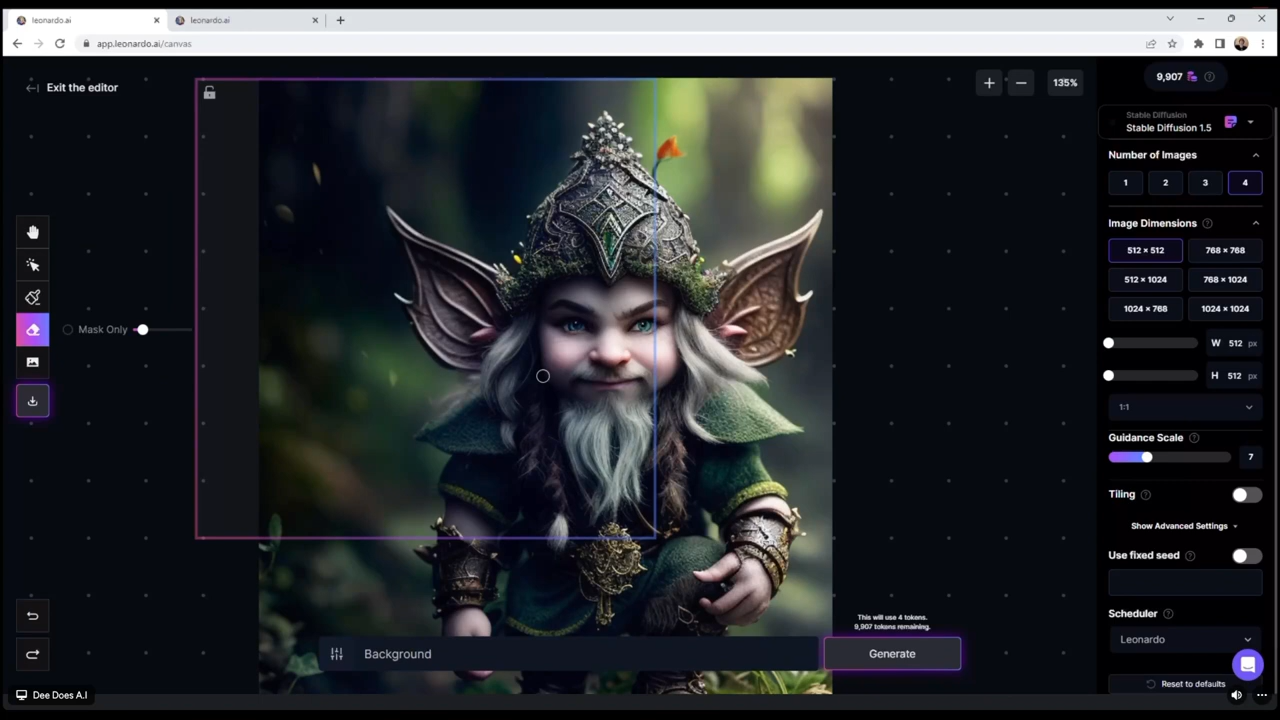 leonardo.ai
leonardo.ai
app.leonardo.ai/canvas
Exit the editor
135%
9,907
Stable Diffusion
Stable Diffusion 1.5
Number of Images
1 2 3 4
Image Dimensions
512 × 512 768 × 768
512 × 1024 768 × 1024
1024 × 768 1024 × 1024
Mask Only
W 512 px
H 512 px
1:1
Guidance Scale
7
Tiling
Show Advanced Settings
Use fixed seed
Scheduler
Leonardo
Reset to defaults
This will use 4 tokens.
9,907 tokens remaining.
Background
Generate
Dee Does A.I